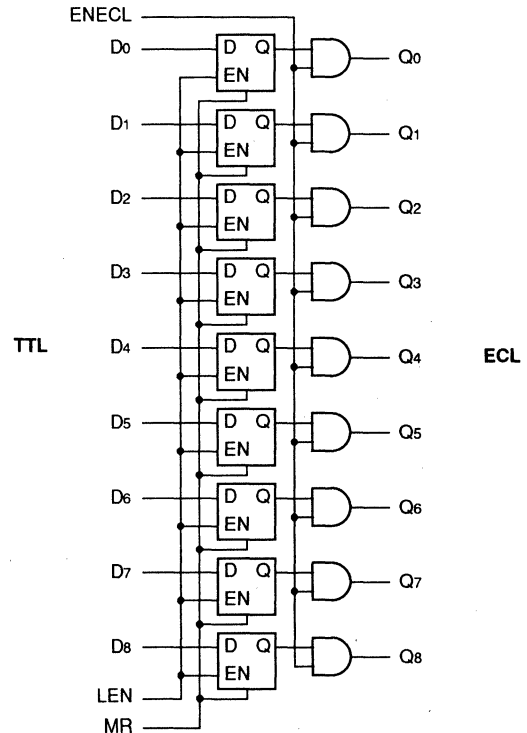 ENECL
D0 D Q Q0
EN
D1 D Q Q1
EN
D2 D Q Q2
EN
D3 D Q Q3
EN
TTL D4 D Q Q4 ECL
EN
D5 D Q Q5
EN
D6 D Q Q6
EN
D7 D Q Q7
EN
D8 D Q Q8
EN
LEN
MR